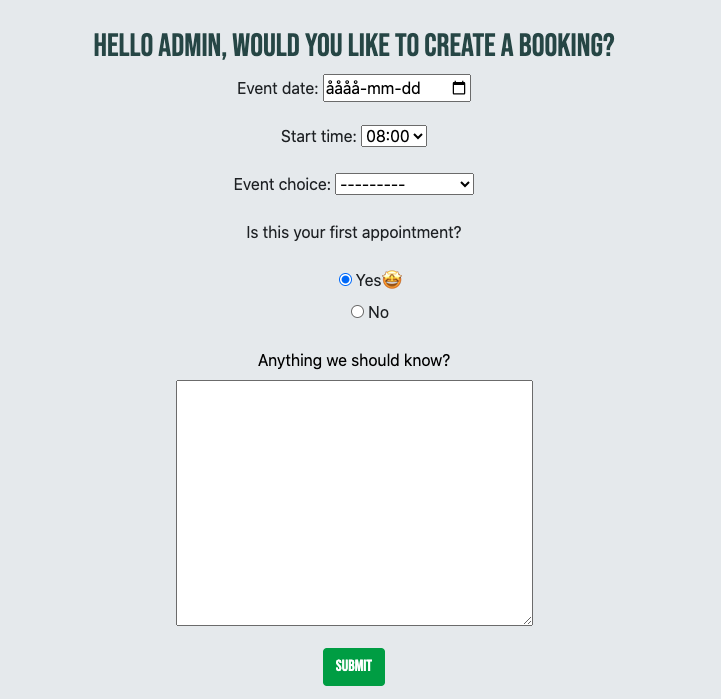 HELLO ADMIN, WOULD YOU LIKE TO CREATE A BOOKING?
Event date: åååå-mm-dd
Start time: 08:00
Event choice: ---------
Is this your first appointment?
Yes🤩
No
Anything we should know?
SUBMIT